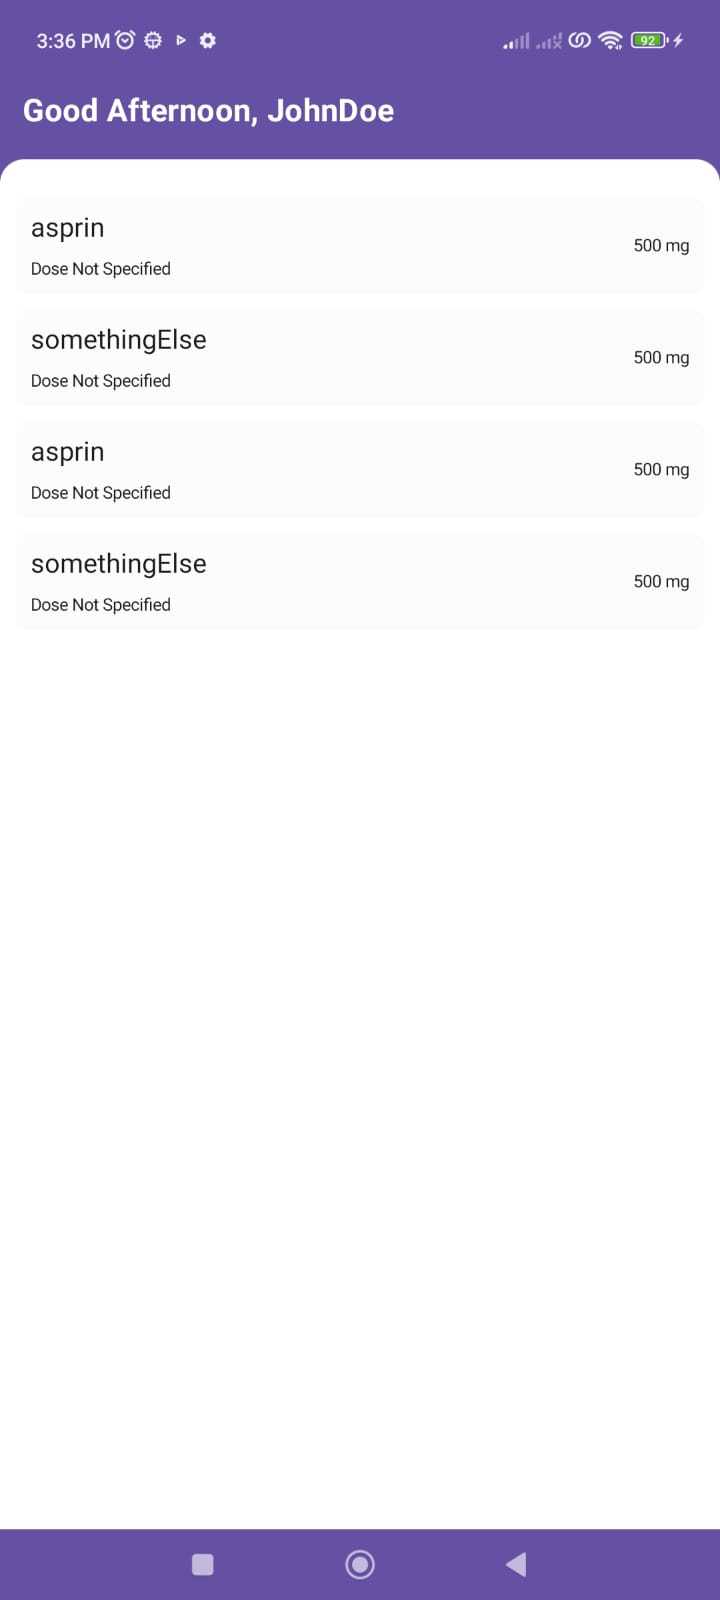 3:36 PM
92
Good Afternoon, JohnDoe
asprin
Dose Not Specified
500 mg
somethingElse
Dose Not Specified
500 mg
asprin
Dose Not Specified
500 mg
somethingElse
Dose Not Specified
500 mg